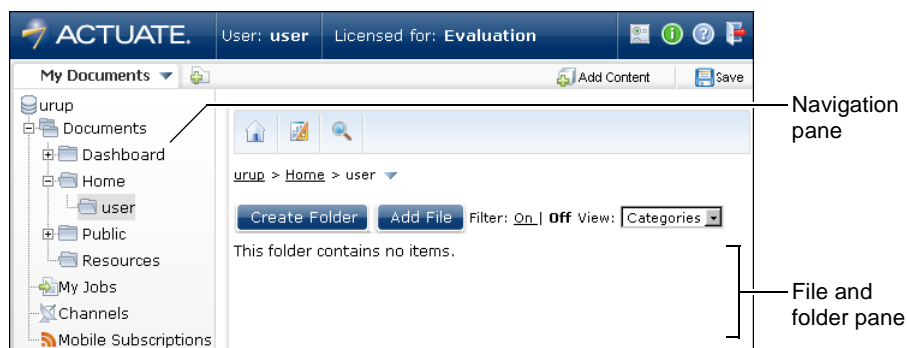 ACTUATE. User: user Licensed for: Evaluation
My Documents Add Content Save
urup
Documents
Dashboard
Home
user
Public
Resources
My Jobs
Channels
Mobile Subscriptions
urup > Home > user
Create Folder Add File Filter: On | Off View: Categories
This folder contains no items.
Navigation
pane
File and
folder pane